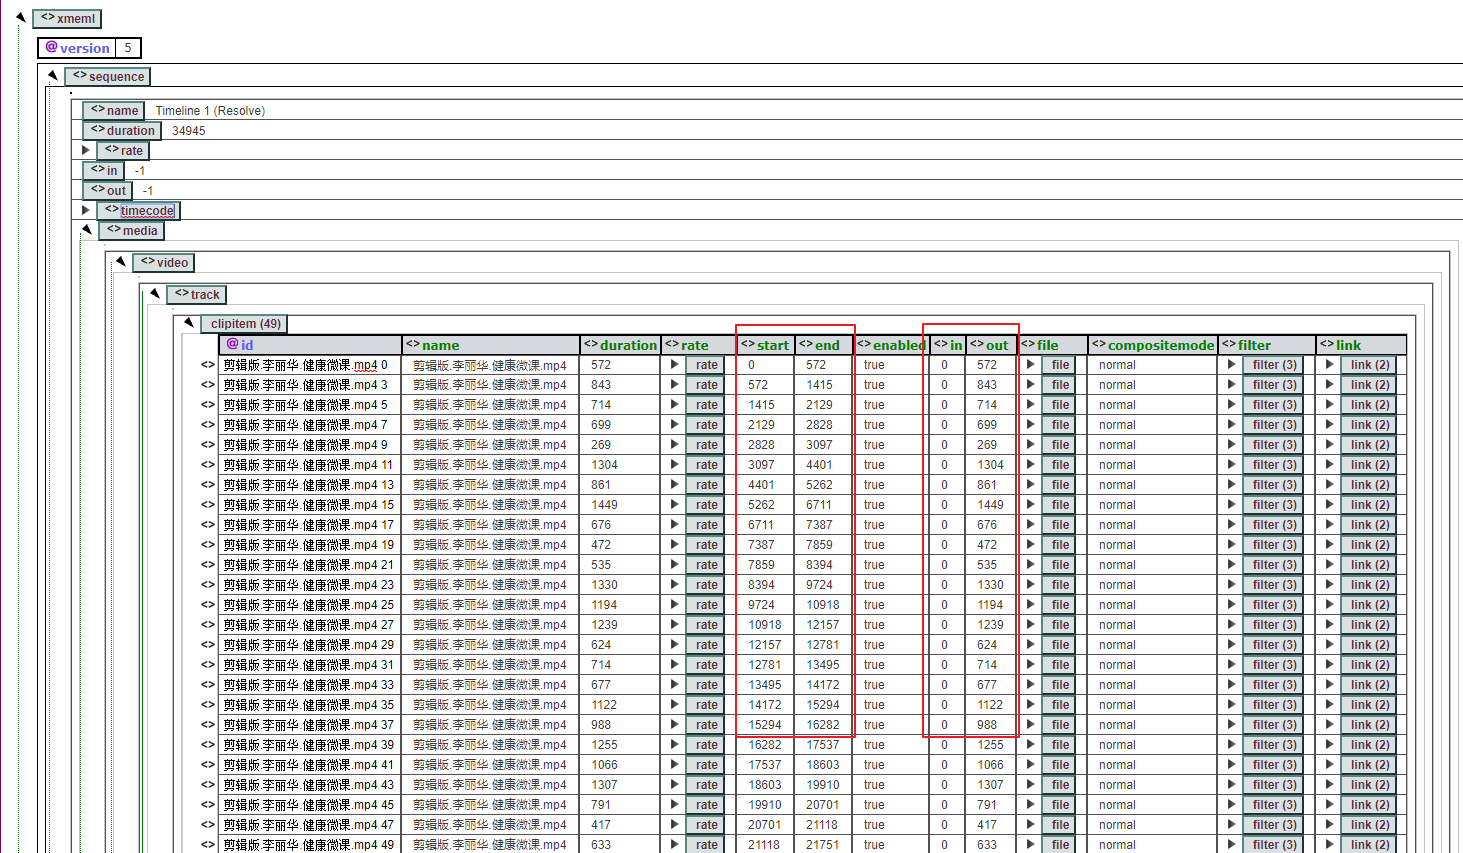 <>xmeml
@version 5
<>sequence
<>name Timeline 1 (Resolve)
<>duration 34945
<>rate
<>in -1
<>out -1
<>timecode
<>media
<>video
<>track
clipitem (49)
@id <>name <>duration <>rate <>start <>end <>enabled <>in <>out <>file <>compositemode <>filter <>link
<> 剪辑版.李丽华.健康微课.mp4 0 剪辑版.李丽华.健康微课.mp4 572 rate 0 572 true 0 572 file normal filter (3) link (2)
<> 剪辑版.李丽华.健康微课.mp4 3 剪辑版.李丽华.健康微课.mp4 843 rate 572 1415 true 0 843 file normal filter (3) link (2)
<> 剪辑版.李丽华.健康微课.mp4 5 剪辑版.李丽华.健康微课.mp4 714 rate 1415 2129 true 0 714 file normal filter (3) link (2)
<> 剪辑版.李丽华.健康微课.mp4 7 剪辑版.李丽华.健康微课.mp4 699 rate 2129 2828 true 0 699 file normal filter (3) link (2)
<> 剪辑版.李丽华.健康微课.mp4 9 剪辑版.李丽华.健康微课.mp4 269 rate 2828 3097 true 0 269 file normal filter (3) link (2)
<> 剪辑版.李丽华.健康微课.mp4 11 剪辑版.李丽华.健康微课.mp4 1304 rate 3097 4401 true 0 1304 file normal filter (3) link (2)
<> 剪辑版.李丽华.健康微课.mp4 13 剪辑版.李丽华.健康微课.mp4 861 rate 4401 5262 true 0 861 file normal filter (3) link (2)
<> 剪辑版.李丽华.健康微课.mp4 15 剪辑版.李丽华.健康微课.mp4 1449 rate 5262 6711 true 0 1449 file normal filter (3) link (2)
<> 剪辑版.李丽华.健康微课.mp4 17 剪辑版.李丽华.健康微课.mp4 676 rate 6711 7387 true 0 676 file normal filter (3) link (2)
<> 剪辑版.李丽华.健康微课.mp4 19 剪辑版.李丽华.健康微课.mp4 472 rate 7387 7859 true 0 472 file normal filter (3) link (2)
<> 剪辑版.李丽华.健康微课.mp4 21 剪辑版.李丽华.健康微课.mp4 535 rate 7859 8394 true 0 535 file normal filter (3) link (2)
<> 剪辑版.李丽华.健康微课.mp4 23 剪辑版.李丽华.健康微课.mp4 1330 rate 8394 9724 true 0 1330 file normal filter (3) link (2)
<> 剪辑版.李丽华.健康微课.mp4 25 剪辑版.李丽华.健康微课.mp4 1194 rate 9724 10918 true 0 1194 file normal filter (3) link (2)
<> 剪辑版.李丽华.健康微课.mp4 27 剪辑版.李丽华.健康微课.mp4 1239 rate 10918 12157 true 0 1239 file normal filter (3) link (2)
<> 剪辑版.李丽华.健康微课.mp4 29 剪辑版.李丽华.健康微课.mp4 624 rate 12157 12781 true 0 624 file normal filter (3) link (2)
<> 剪辑版.李丽华.健康微课.mp4 31 剪辑版.李丽华.健康微课.mp4 714 rate 12781 13495 true 0 714 file normal filter (3) link (2)
<> 剪辑版.李丽华.健康微课.mp4 33 剪辑版.李丽华.健康微课.mp4 677 rate 13495 14172 true 0 677 file normal filter (3) link (2)
<> 剪辑版.李丽华.健康微课.mp4 35 剪辑版.李丽华.健康微课.mp4 1122 rate 14172 15294 true 0 1122 file normal filter (3) link (2)
<> 剪辑版.李丽华.健康微课.mp4 37 剪辑版.李丽华.健康微课.mp4 988 rate 15294 16282 true 0 988 file normal filter (3) link (2)
<> 剪辑版.李丽华.健康微课.mp4 39 剪辑版.李丽华.健康微课.mp4 1255 rate 16282 17537 true 0 1255 file normal filter (3) link (2)
<> 剪辑版.李丽华.健康微课.mp4 41 剪辑版.李丽华.健康微课.mp4 1066 rate 17537 18603 true 0 1066 file normal filter (3) link (2)
<> 剪辑版.李丽华.健康微课.mp4 43 剪辑版.李丽华.健康微课.mp4 1307 rate 18603 19910 true 0 1307 file normal filter (3) link (2)
<> 剪辑版.李丽华.健康微课.mp4 45 剪辑版.李丽华.健康微课.mp4 791 rate 19910 20701 true 0 791 file normal filter (3) link (2)
<> 剪辑版.李丽华.健康微课.mp4 47 剪辑版.李丽华.健康微课.mp4 417 rate 20701 21118 true 0 417 file normal filter (3) link (2)
<> 剪辑版.李丽华.健康微课.mp4 49 剪辑版.李丽华.健康微课.mp4 633 rate 21118 21751 true 0 633 file normal filter (3) link (2)